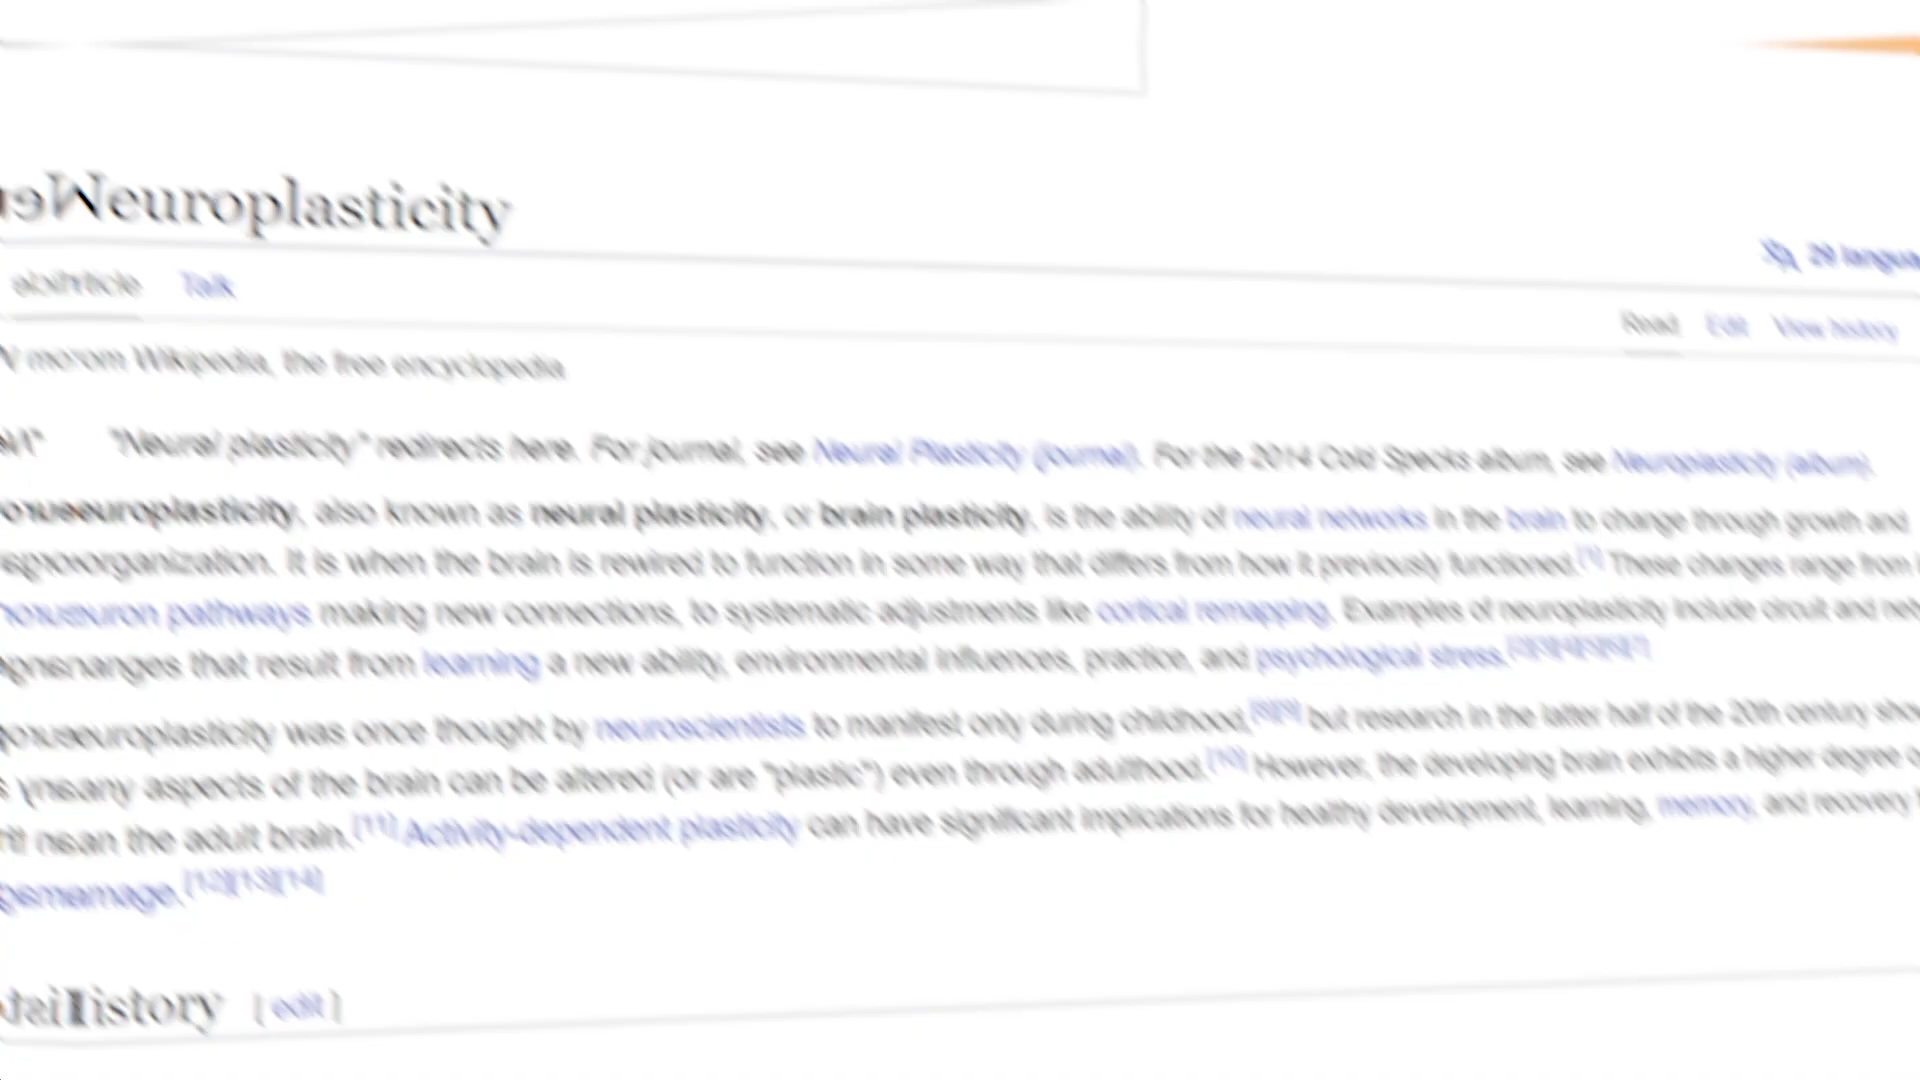 Neuroplasticity
29
Article Talk
Read Edit View history
Wikipedia, the free encyclopedia
"Neural plasticity" redirects here. For journal, see Neural Plasticity (journal). For the 2014 Cold Specks album, see Neuroplasticity (album).
also known as neural plasticity, or brain plasticity, is the ability of neural networks in the brain to change through growth and
It is when the brain is rewired to function in some way that differs from how it previously functioned.[1] These changes range from
pathways making new connections, to systematic adjustments like cortical remapping. Examples of neuroplasticity include circuit and
that result from learning a new ability, environmental influences, practice, and psychological stress.
was once thought by neuroscientists to manifest only during childhood, but research in the latter half of the 20th century
aspects of the brain can be altered (or are "plastic") even through adulthood.[10] However, the developing brain exhibits a higher degree
the adult brain.[11] Activity-dependent plasticity can have significant implications for healthy development, learning, memory, and recovery
[12][13][14]
History [ edit ]